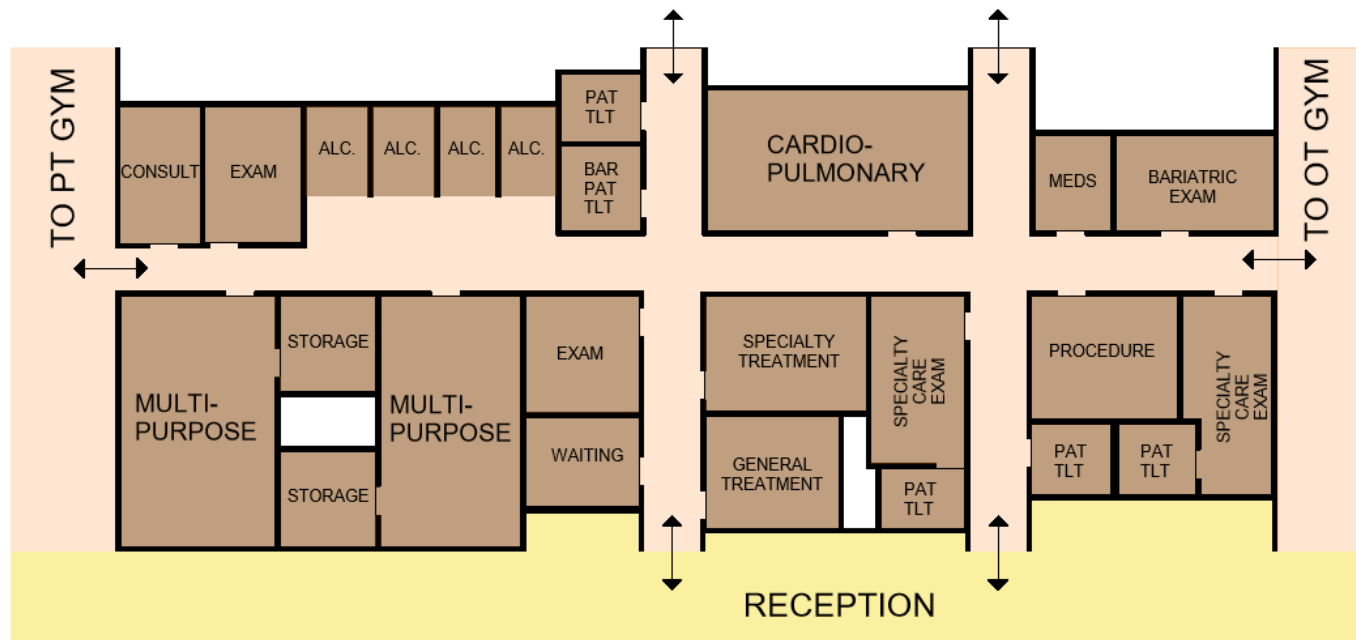 TO PT GYM
CONSULT
EXAM
ALC.
ALC.
ALC.
ALC.
PAT
TLT
BAR
PAT
TLT
CARDIO-
PULMONARY
MEDS
BARIATRIC
EXAM
TO OT GYM
MULTI-
PURPOSE
STORAGE
STORAGE
MULTI-
PURPOSE
EXAM
WAITING
SPECIALTY
TREATMENT
GENERAL
TREATMENT
SPECIALTY
CARE
EXAM
PAT
TLT
PROCEDURE
PAT
TLT
PAT
TLT
SPECIALTY
CARE
EXAM
RECEPTION